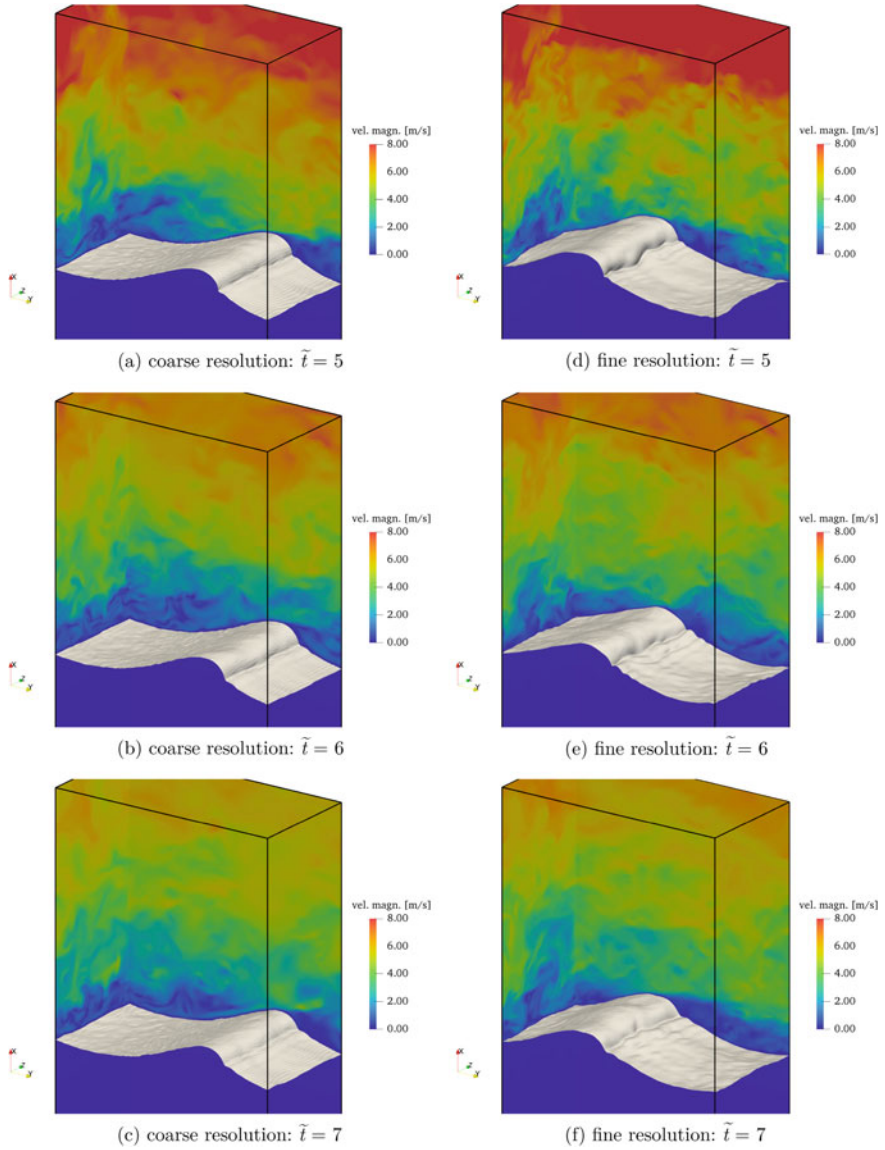 vel. magn. [m/s]
8.00
6.00
4.00
2.00
0.00
X
Z
Y
(a) coarse resolution: t̃ = 5
vel. magn. [m/s]
8.00
6.00
4.00
2.00
0.00
X
Z
Y
(d) fine resolution: t̃ = 5
vel. magn. [m/s]
8.00
6.00
4.00
2.00
0.00
X
Z
Y
(b) coarse resolution: t̃ = 6
vel. magn. [m/s]
8.00
6.00
4.00
2.00
0.00
X
Z
Y
(e) fine resolution: t̃ = 6
vel. magn. [m/s]
8.00
6.00
4.00
2.00
0.00
X
Z
Y
(c) coarse resolution: t̃ = 7
vel. magn. [m/s]
8.00
6.00
4.00
2.00
0.00
X
Z
Y
(f) fine resolution: t̃ = 7